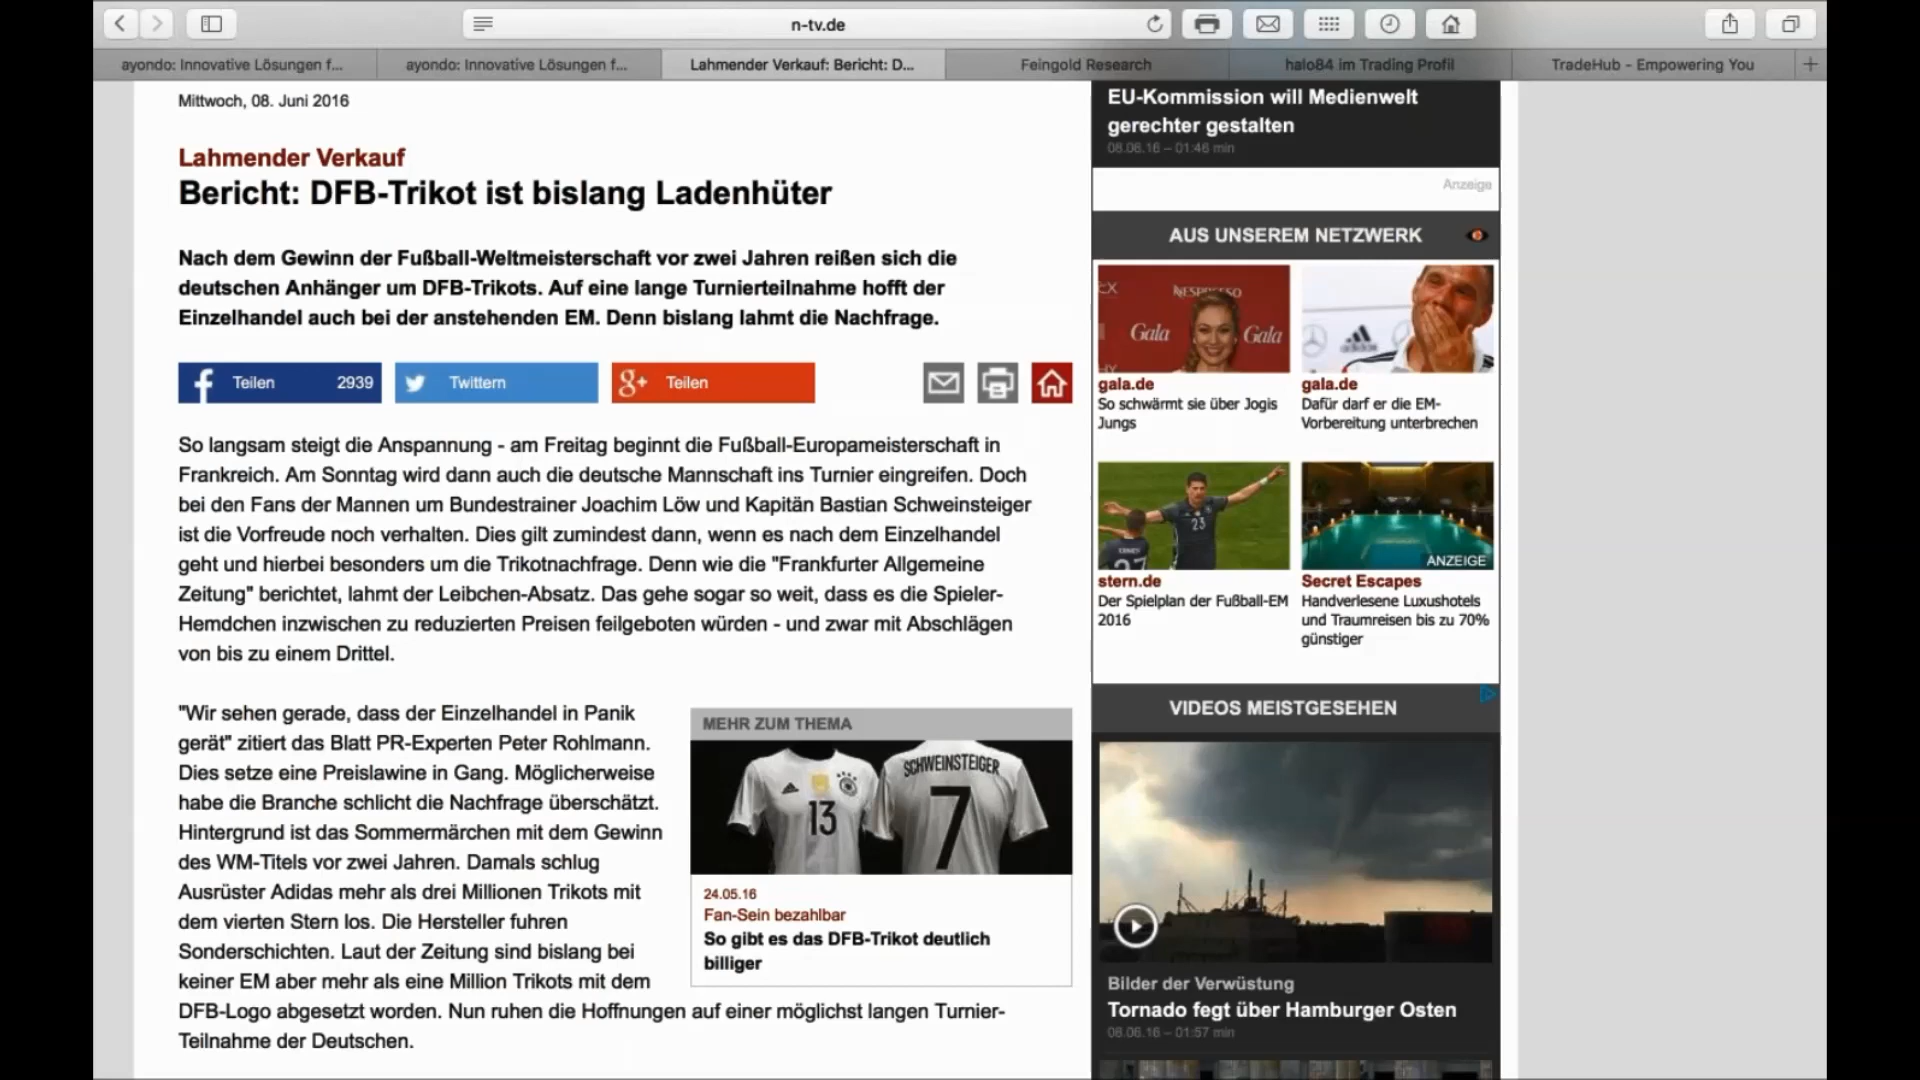 n-tv.de
ayondo: Innovative Lösungen f...
ayondo: Innovative Lösungen f...
Lahmender Verkauf: Bericht: D...
Feingold Research
halo84 im Trading Profil
TradeHub - Empowering You
Mittwoch, 08. Juni 2016
Lahmender Verkauf
Bericht: DFB-Trikot ist bislang Ladenhüter
Nach dem Gewinn der Fußball-Weltmeisterschaft vor zwei Jahren reißen sich die
deutschen Anhänger um DFB-Trikots. Auf eine lange Turnierteilnahme hofft der
Einzelhandel auch bei der anstehenden EM. Denn bislang lahmt die Nachfrage.
Teilen 2939
Twittern
g+ Teilen
So langsam steigt die Anspannung - am Freitag beginnt die Fußball-Europameisterschaft in
Frankreich. Am Sonntag wird dann auch die deutsche Mannschaft ins Turnier eingreifen. Doch
bei den Fans der Mannen um Bundestrainer Joachim Löw und Kapitän Bastian Schweinsteiger
ist die Vorfreude noch verhalten. Dies gilt zumindest dann, wenn es nach dem Einzelhandel
geht und hierbei besonders um die Trikotnachfrage. Denn wie die "Frankfurter Allgemeine
Zeitung" berichtet, lahmt der Leibchen-Absatz. Das gehe sogar so weit, dass es die Spieler-
Hemdchen inzwischen zu reduzierten Preisen feilgeboten würden - und zwar mit Abschlägen
von bis zu einem Drittel.
"Wir sehen gerade, dass der Einzelhandel in Panik
gerät" zitiert das Blatt PR-Experten Peter Rohlmann.
Dies setze eine Preislawine in Gang. Möglicherweise
habe die Branche schlicht die Nachfrage überschätzt.
Hintergrund ist das Sommermärchen mit dem Gewinn
des WM-Titels vor zwei Jahren. Damals schlug
Ausrüster Adidas mehr als drei Millionen Trikots mit
dem vierten Stern los. Die Hersteller fuhren
Sonderschichten. Laut der Zeitung sind bislang bei
keiner EM aber mehr als eine Million Trikots mit dem
DFB-Logo abgesetzt worden. Nun ruhen die Hoffnungen auf einer möglichst langen Turnier-
Teilnahme der Deutschen.
MEHR ZUM THEMA
13
SCHWEINSTEIGER
7
24.05.16
Fan-Sein bezahlbar
So gibt es das DFB-Trikot deutlich
billiger
EU-Kommission will Medienwelt
gerechter gestalten
08.06.16 – 01:46 min
Anzeige
AUS UNSEREM NETZWERK
NESPRESSO
Gala
Gala
gala.de
So schwärmt sie über Jogis
Jungs
adidas
gala.de
Dafür darf er die EM-
Vorbereitung unterbrechen
23
stern.de
Der Spielplan der Fußball-EM
2016
ANZEIGE
Secret Escapes
Handverlesene Luxushotels
und Traumreisen bis zu 70%
günstiger
VIDEOS MEISTGESEHEN
Bilder der Verwüstung
Tornado fegt über Hamburger Osten
08.06.16 – 01:57 min